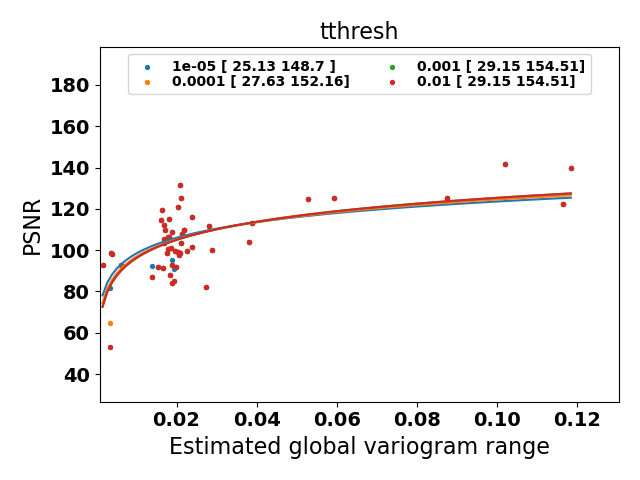 tthresh
1e-05 [ 25.13 148.7 ]
0.0001 [ 27.63 152.16]
0.001 [ 29.15 154.51]
0.01 [ 29.15 154.51]
PSNR
180
160
140
120
100
80
60
40
0.02 0.04 0.06 0.08 0.10 0.12
Estimated global variogram range